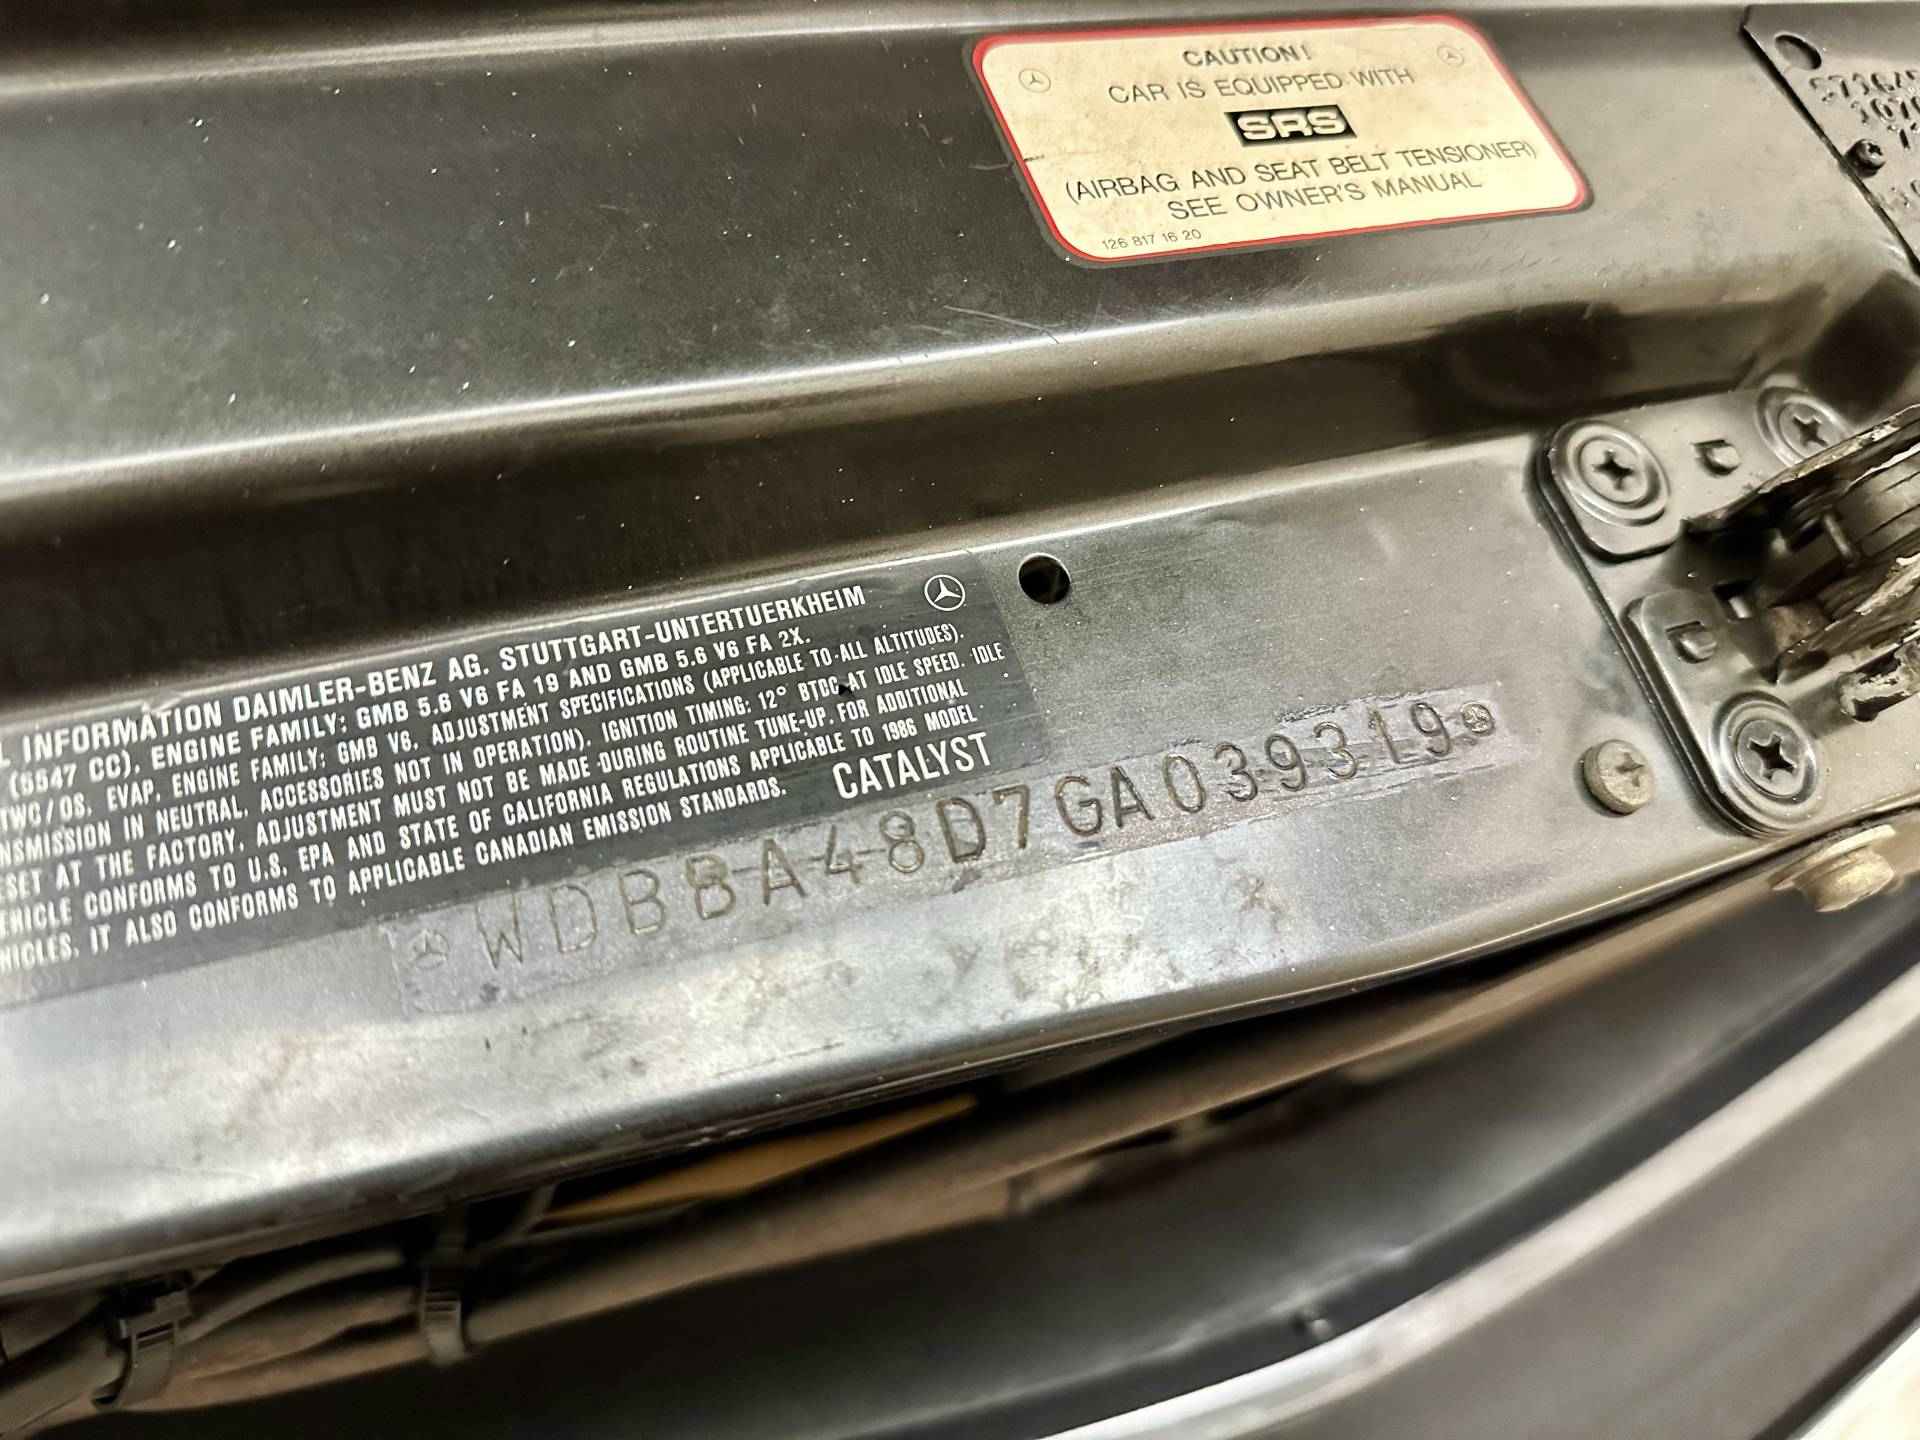 CAUTION!
CAR IS EQUIPPED WITH
SRS
(AIRBAG AND SEAT BELT TENSIONER)
SEE OWNER'S MANUAL
126 817 16 20
INFORMATION DAIMLER-BENZ AG. STUTTGART-UNTERTUERKHEIM
(5547 CC), ENGINE FAMILY: GMB 5.6 V6 FA 19 AND GMB 5.6 V6 FA 2X.
TWC/OS. EVAP. ENGINE FAMILY: GMB V6. ADJUSTMENT SPECIFICATIONS (APPLICABLE TO ALL ALTITUDES).
IN NEUTRAL, ACCESSORIES NOT IN OPERATION). IGNITION TIMING: 12° BTDC AT IDLE SPEED. IDLE
AT THE FACTORY, ADJUSTMENT MUST NOT BE MADE DURING ROUTINE TUNE-UP. FOR ADDITIONAL
CONFORMS TO U.S. EPA AND STATE OF CALIFORNIA REGULATIONS APPLICABLE TO 1986 MODEL
IT ALSO CONFORMS TO APPLICABLE CANADIAN EMISSION STANDARDS.
CATALYST
WDBBA48D7GA039319